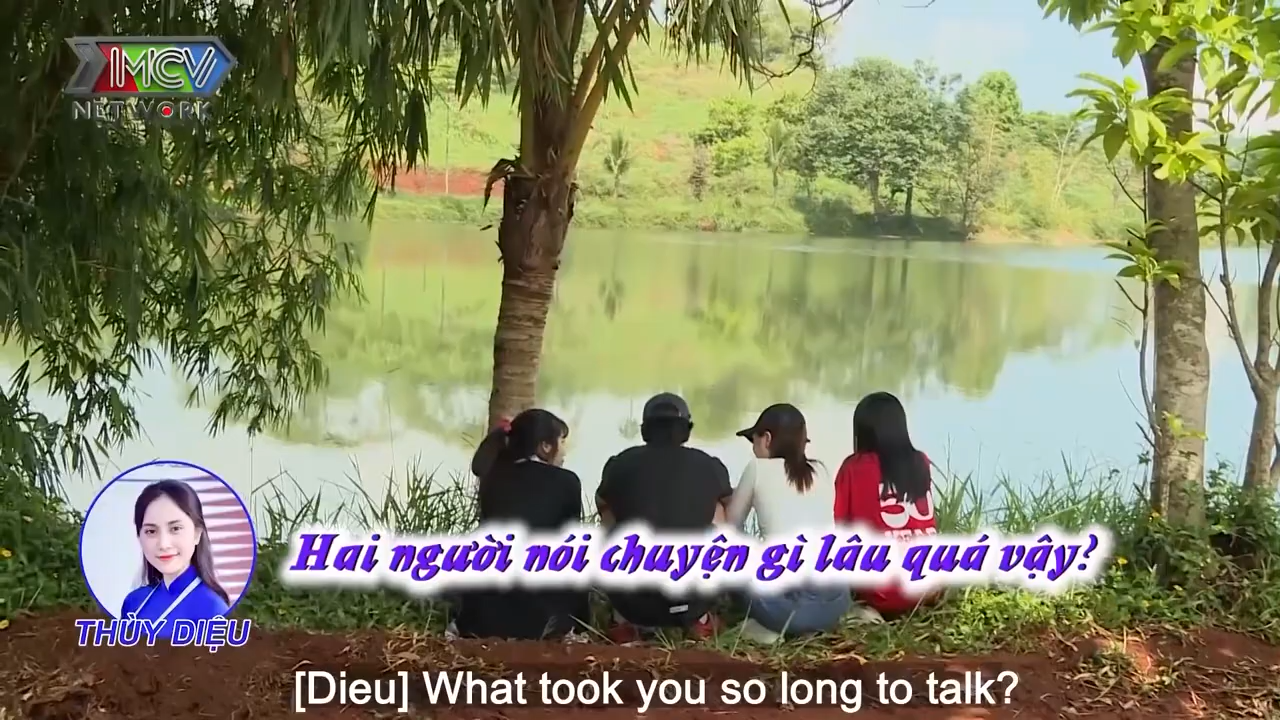 MCV
NETWORK
Hai người nói chuyện gì lâu quá vậy?
THÙY DIỆU
[Dieu] What took you so long to talk?